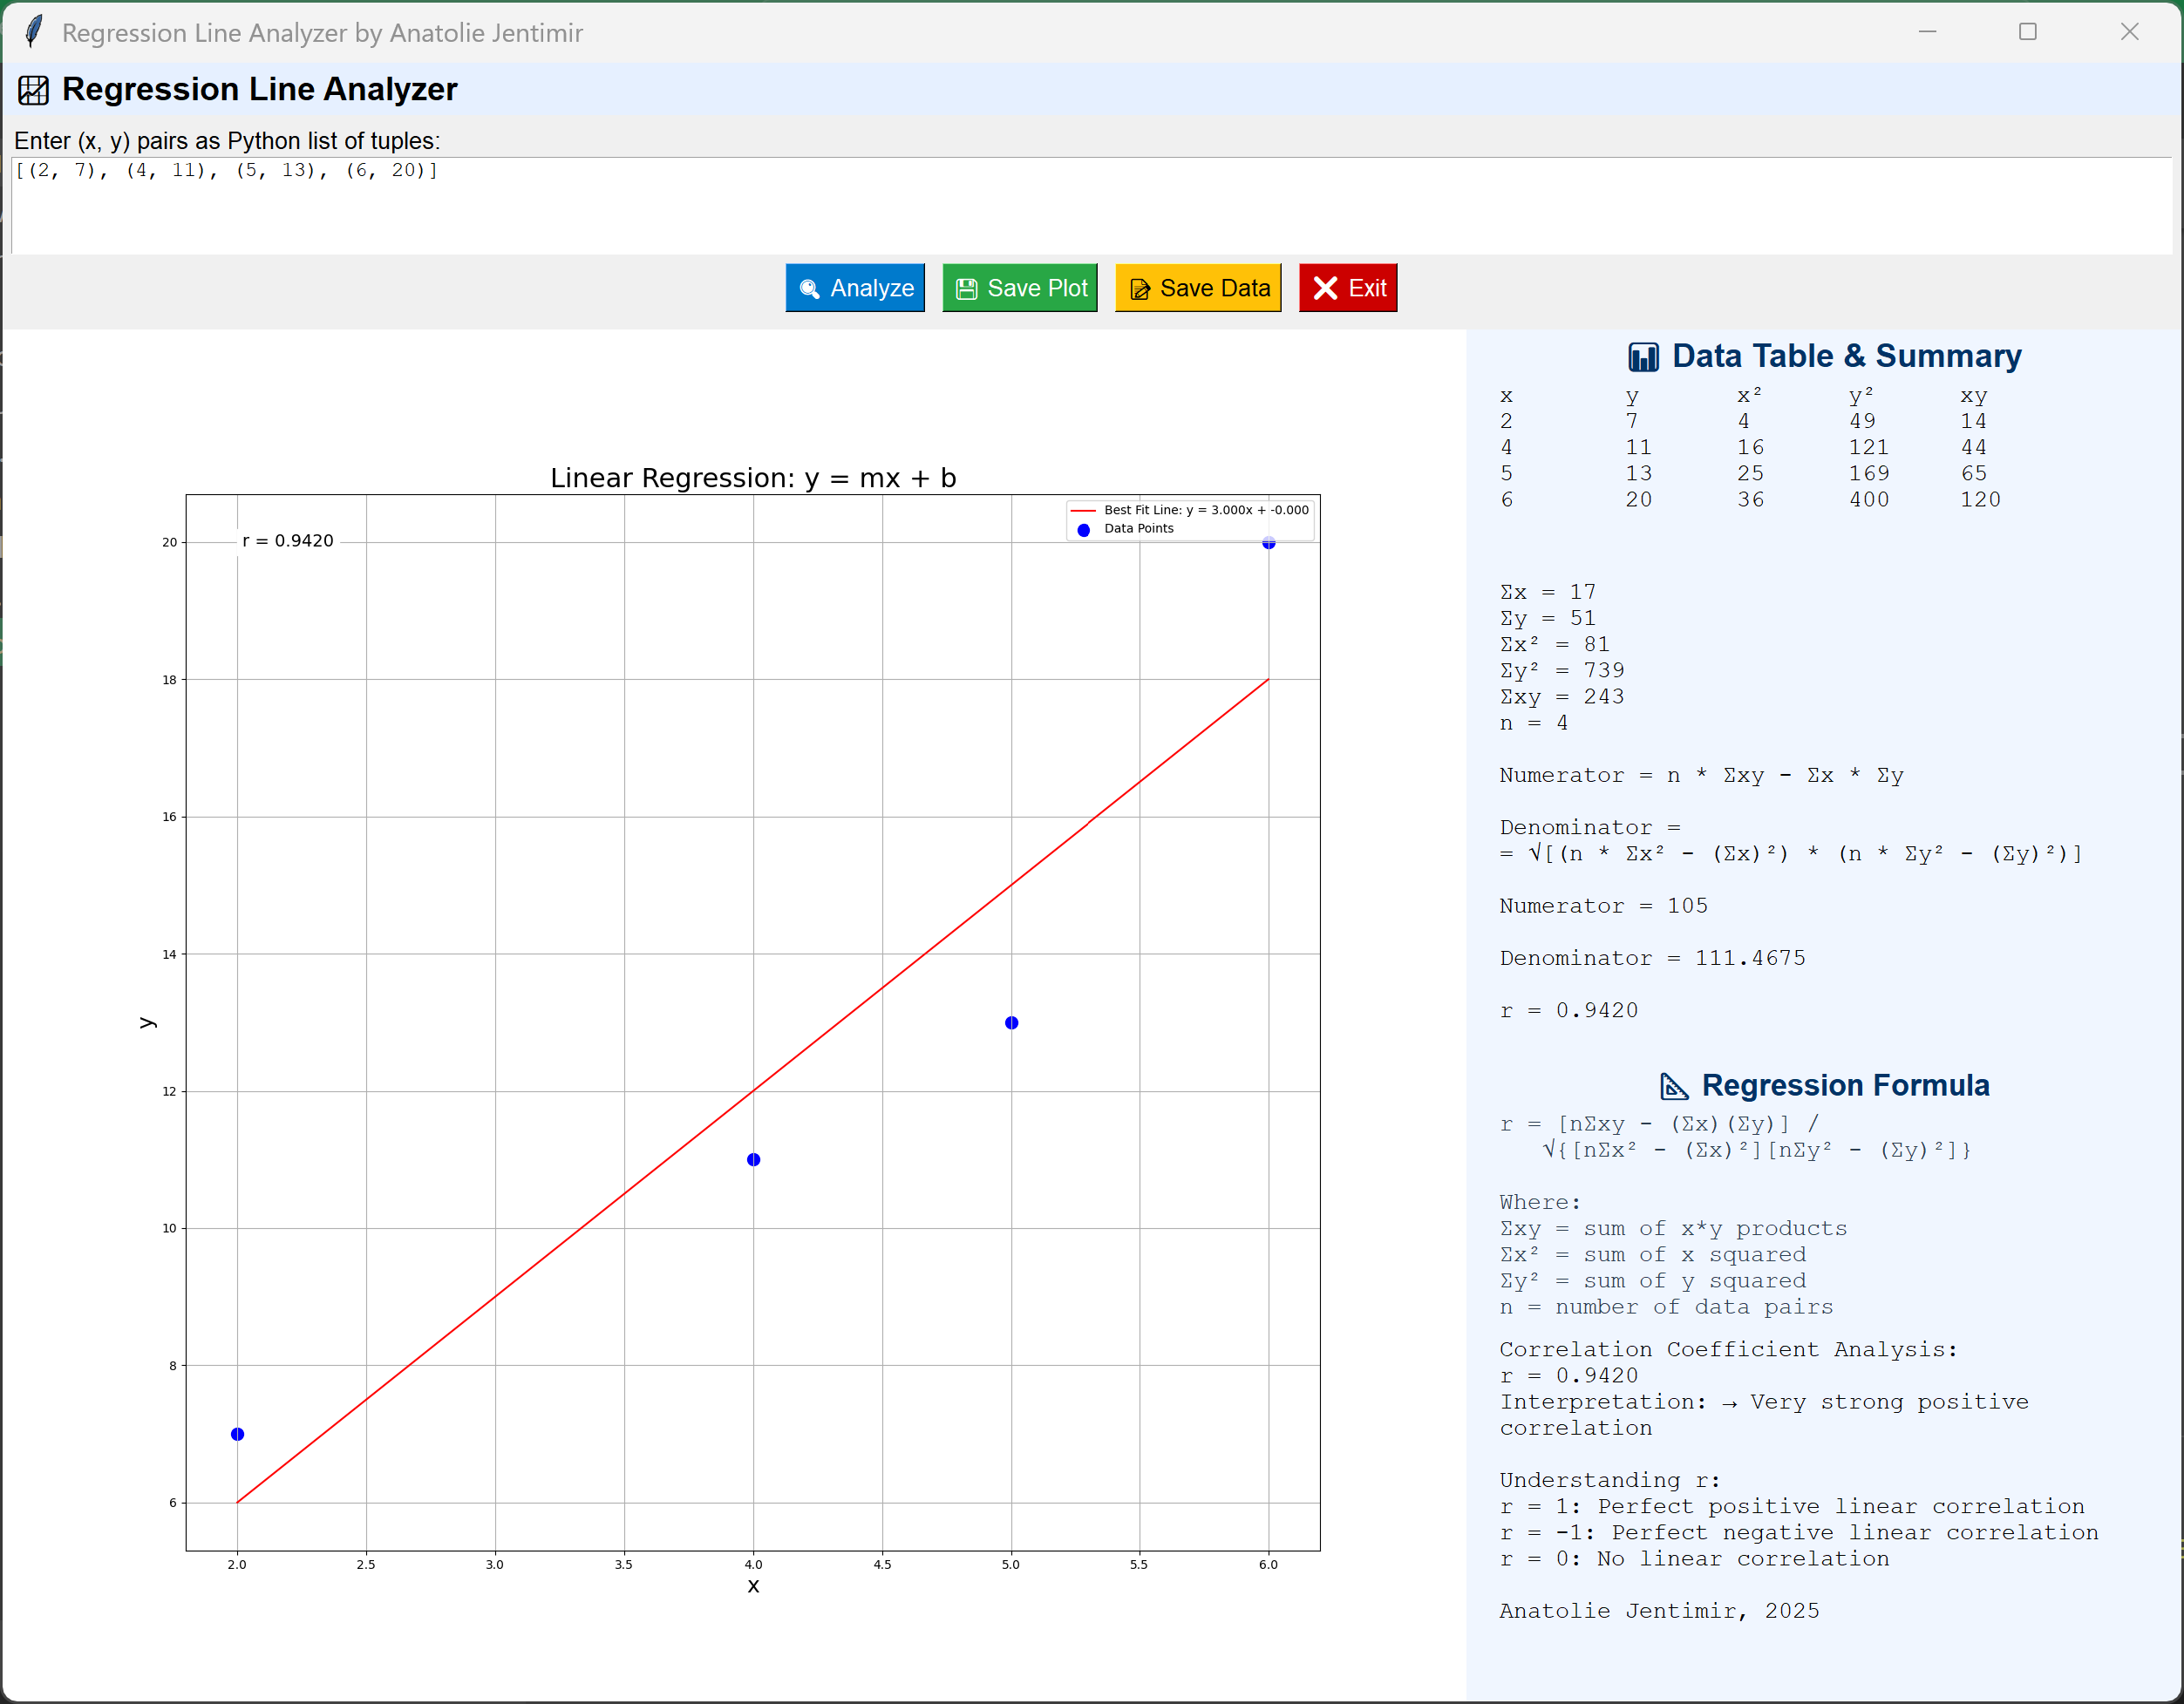 Regression Line Analyzer by Anatolie Jentimir
Regression Line Analyzer
Enter (x, y) pairs as Python list of tuples:
[(2, 7), (4, 11), (5, 13), (6, 20)]
Analyze Save Plot Save Data Exit
Linear Regression: y = mx + b
r = 0.9420
Best Fit Line: y = 3.000x + -0.000
Data Points
20
18
16
14
12
10
8
6
y
2.0 2.5 3.0 3.5 4.0 4.5 5.0 5.5 6.0
x
Data Table & Summary
x y x² y² xy
2 7 4 49 14
4 11 16 121 44
5 13 25 169 65
6 20 36 400 120
Σx = 17
Σy = 51
Σx² = 81
Σy² = 739
Σxy = 243
n = 4
Numerator = n * Σxy - Σx * Σy
Denominator =
= √[(n * Σx² - (Σx)²) * (n * Σy² - (Σy)²)]
Numerator = 105
Denominator = 111.4675
r = 0.9420
Regression Formula
r = [nΣxy - (Σx)(Σy)] /
√{[nΣx² - (Σx)²][nΣy² - (Σy)²]}
Where:
Σxy = sum of x*y products
Σx² = sum of x squared
Σy² = sum of y squared
n = number of data pairs
Correlation Coefficient Analysis:
r = 0.9420
Interpretation: → Very strong positive
correlation
Understanding r:
r = 1: Perfect positive linear correlation
r = -1: Perfect negative linear correlation
r = 0: No linear correlation
Anatolie Jentimir, 2025